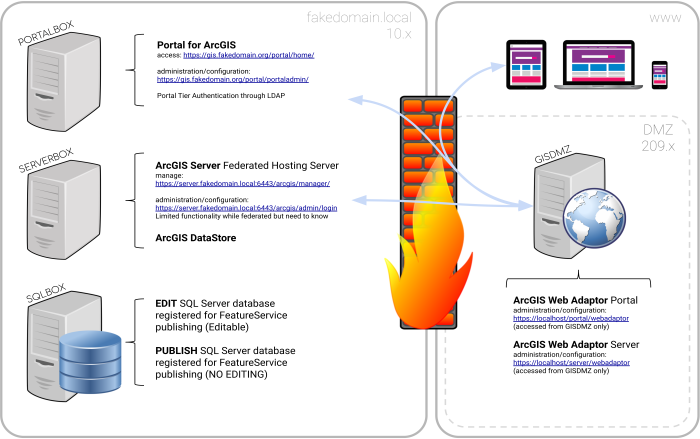 fakedomain.local
10.x
PORTALBOX
Portal for ArcGIS
access: https://gis.fakedomain.org/portal/home/
administration/configuration:
https://gis.fakedomain.org/portal/portaladmin/
Portal Tier Authentication through LDAP
SERVERBOX
ArcGIS Server Federated Hosting Server
manage:
https://server.fakedomain.local:6443/arcgis/manager/
administration/configuration:
https://server.fakedomain.local:6443/arcgis/admin/login
Limited functionality while federated but need to know
ArcGIS DataStore
SQLBOX
EDIT SQL Server database
registered for FeatureService
publishing (Editable)
PUBLISH SQL Server database
registered for FeatureService
publishing (NO EDITING)
www
DMZ
209.x
GISDMZ
ArcGIS Web Adaptor Portal
administration/configuration:
https://localhost/portal/webadaptor
(accessed from GISDMZ only)
ArcGIS Web Adaptor Server
administration/configuration:
https://localhost/server/webadaptor
(accessed from GISDMZ only)